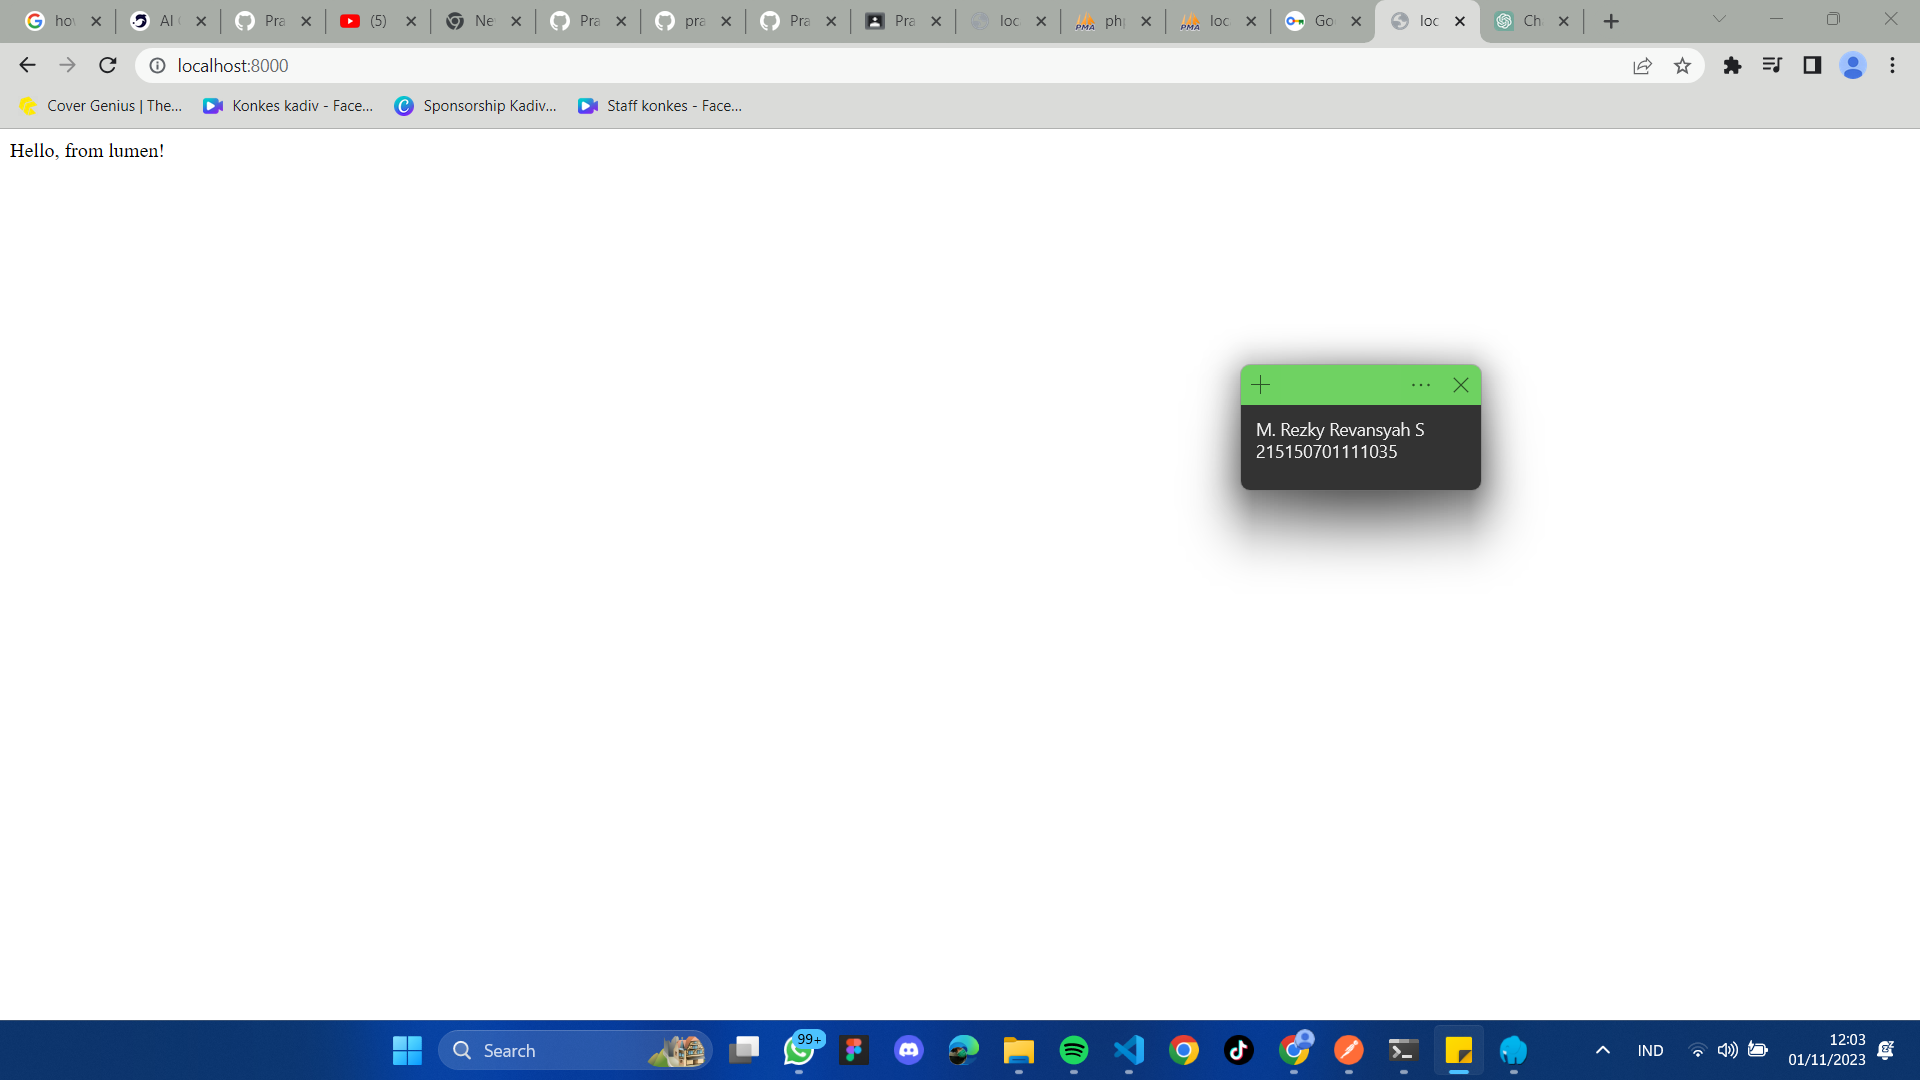 ho
AI
Pra
(5)
Ne
Pra
pra
Pra
Pra
loc
ph
loc
Go
loc
Ch
localhost:8000
Cover Genius | The...
Konkes kadiv - Face...
Sponsorship Kadiv...
Staff konkes - Face...
Hello, from lumen!
M. Rezky Revansyah S
215150701111035
Search
99+
IND
12:03
01/11/2023